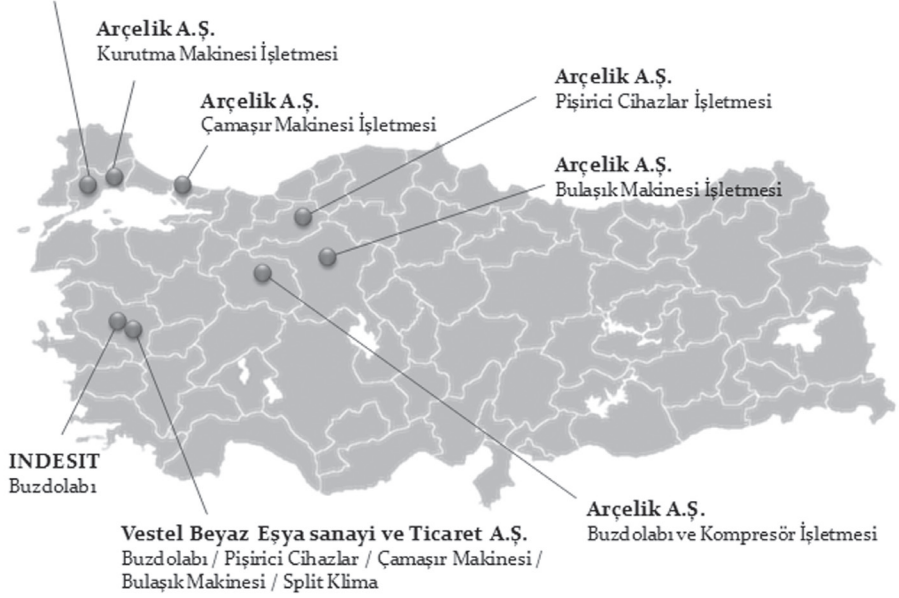 Arçelik A.Ş.
Kurutma Makinesi İşletmesi
Arçelik A.Ş.
Çamaşır Makinesi İşletmesi
Arçelik A.Ş.
Pişirici Cihazlar İşletmesi
Arçelik A.Ş.
Bulaşık Makinesi İşletmesi
INDESIT
Buzdolabı
Vestel Beyaz Eşya sanayi ve Ticaret A.Ş.
Buzdolabı / Pişirici Cihazlar / Çamaşır Makinesi /
Bulaşık Makinesi / Split Klima
Arçelik A.Ş.
Buzdolabı ve Kompresör İşletmesi